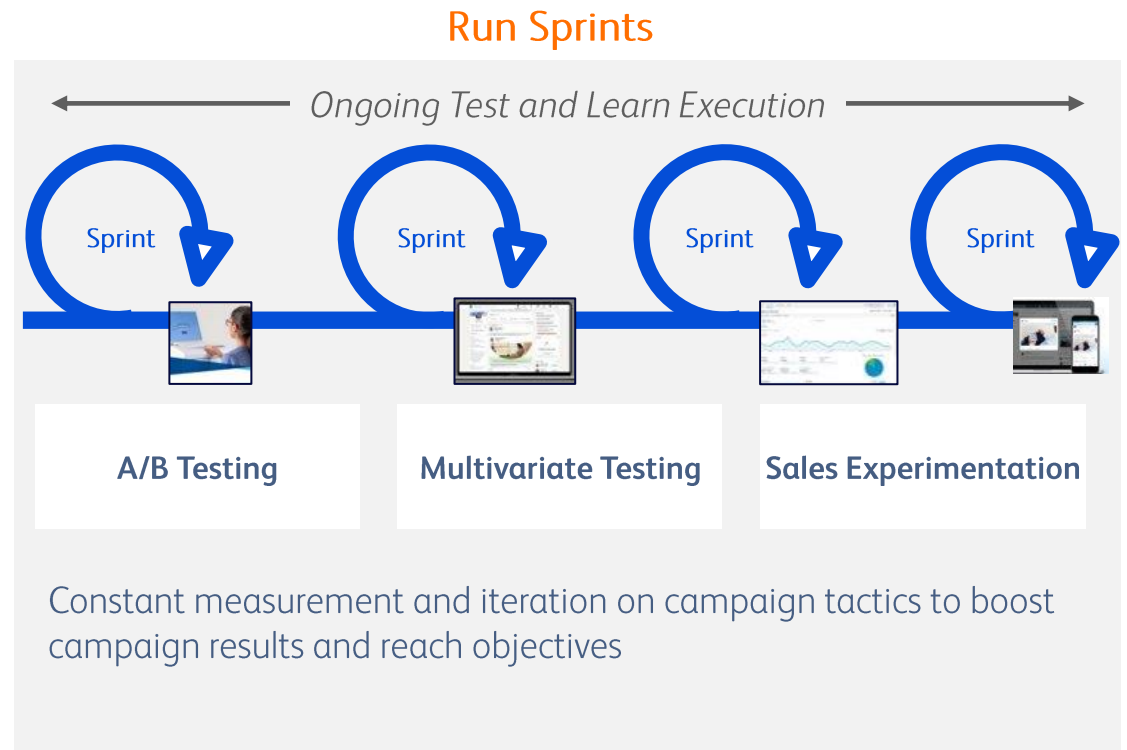 Run Sprints
Ongoing Test and Learn Execution
Sprint
Sprint
Sprint
Sprint
A/B Testing
Multivariate Testing
Sales Experimentation
Constant measurement and iteration on campaign tactics to boost
campaign results and reach objectives